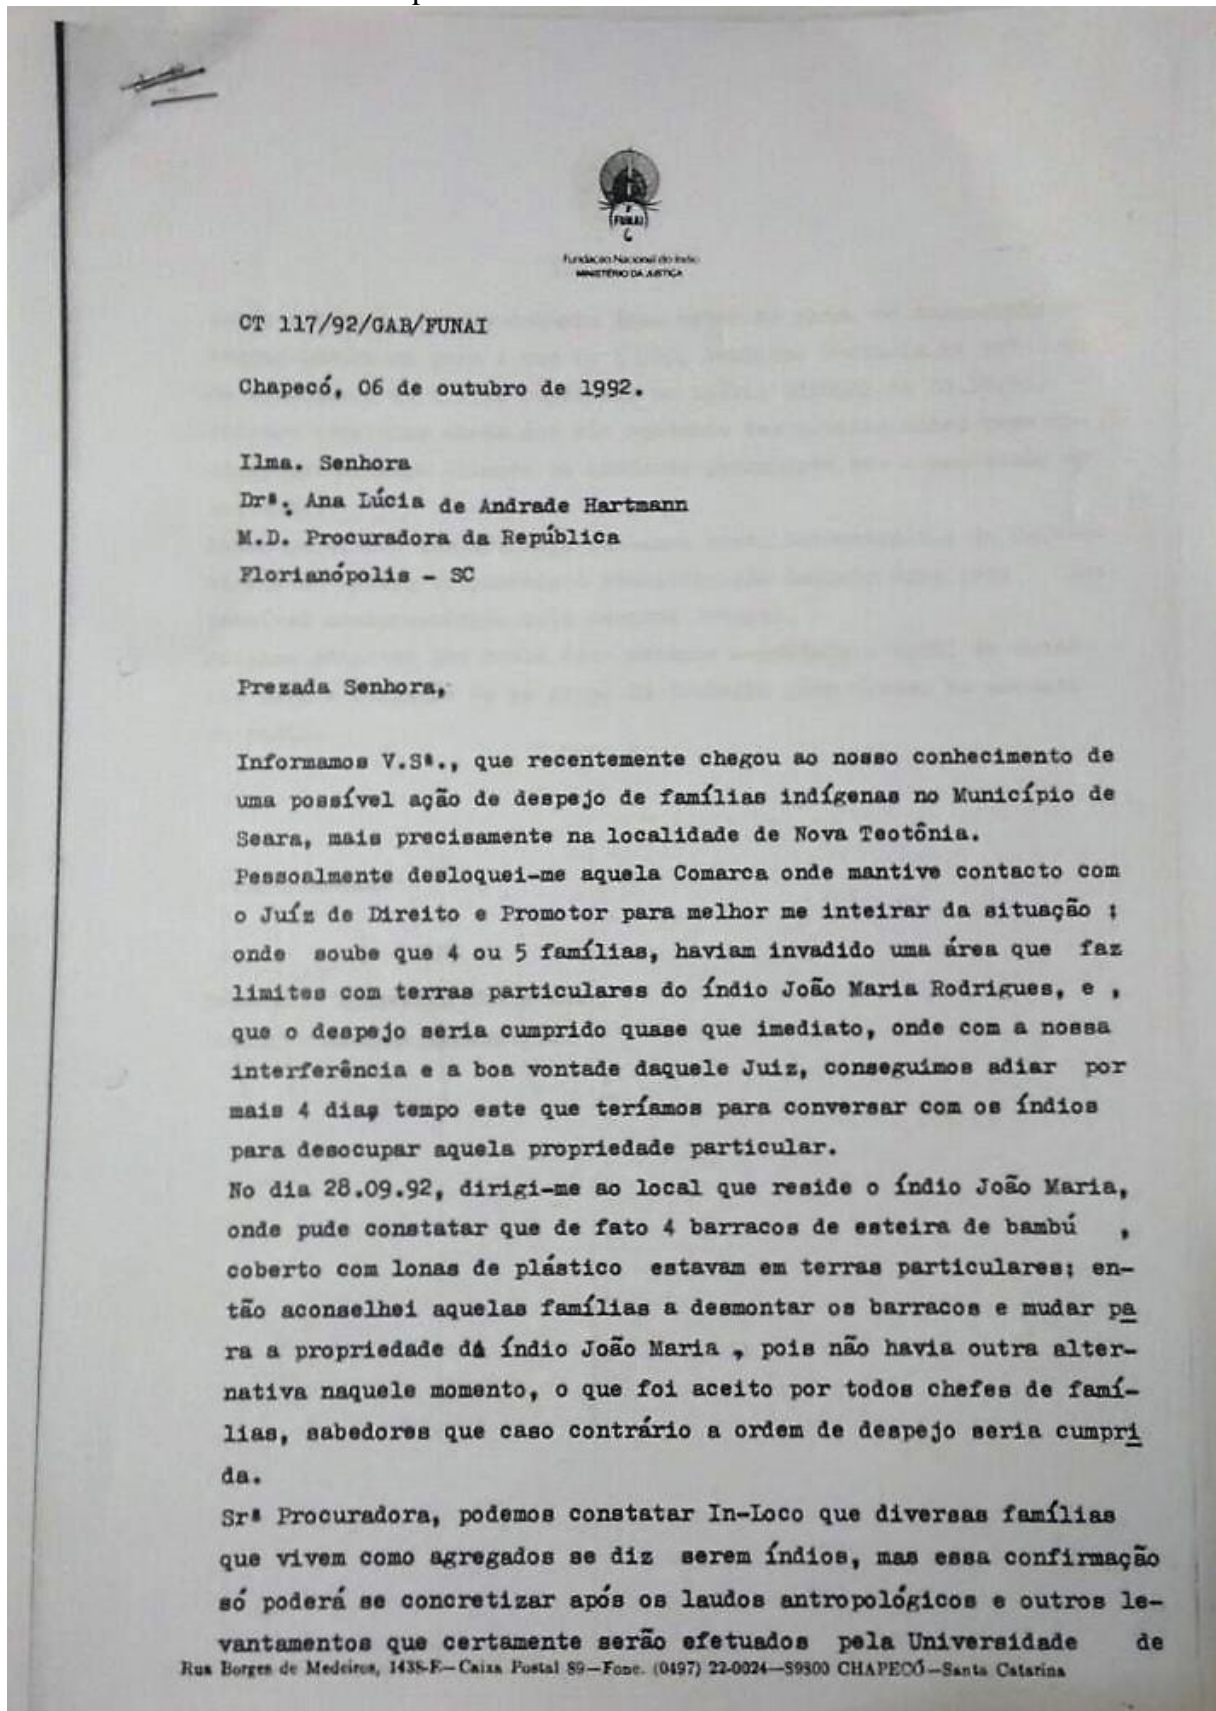 FUNAI
Fundação Nacional do Índio
MINISTÉRIO DA JUSTIÇA
CT 117/92/GAB/FUNAI
Chapecó, 06 de outubro de 1992.
Ilma. Senhora
Drª. Ana Lúcia de Andrade Hartmann
M.D. Procuradora da República
Florianópolis - SC
Prezada Senhora,
Informamos V.Sª., que recentemente chegou ao nosso conhecimento de
uma possível ação de despejo de famílias indígenas no Município de
Seara, mais precisamente na localidade de Nova Teotônia.
Pessoalmente desloquei-me aquela Comarca onde mantive contacto com
o Juíz de Direito e Promotor para melhor me inteirar da situação ;
onde soube que 4 ou 5 famílias, haviam invadido uma área que faz
limites com terras particulares do índio João Maria Rodrigues, e ,
que o despejo seria cumprido quase que imediato, onde com a nossa
interferência e a boa vontade daquele Juiz, conseguimos adiar por
mais 4 dias tempo este que teríamos para conversar com os índios
para desocupar aquela propriedade particular.
No dia 28.09.92, dirigi-me ao local que reside o índio João Maria,
onde pude constatar que de fato 4 barracos de esteira de bambú ,
coberto com lonas de plástico estavam em terras particulares; en-
tão aconselhei aquelas famílias a desmontar os barracos e mudar pa
ra a propriedade do índio João Maria , pois não havia outra alter-
nativa naquele momento, o que foi aceito por todos chefes de famí-
lias, sabedores que caso contrário a ordem de despejo seria cumpri
da.
Srª Procuradora, podemos constatar In-Loco que diversas famílias
que vivem como agregados se diz serem índios, mas essa confirmação
só poderá se concretizar após os laudos antropológicos e outros le-
vantamentos que certamente serão efetuados pela Universidade de
Rua Borges de Medeiros, 1438-E—Caixa Postal 89—Fone. (0497) 22-0024—89800 CHAPECÓ—Santa Catarina